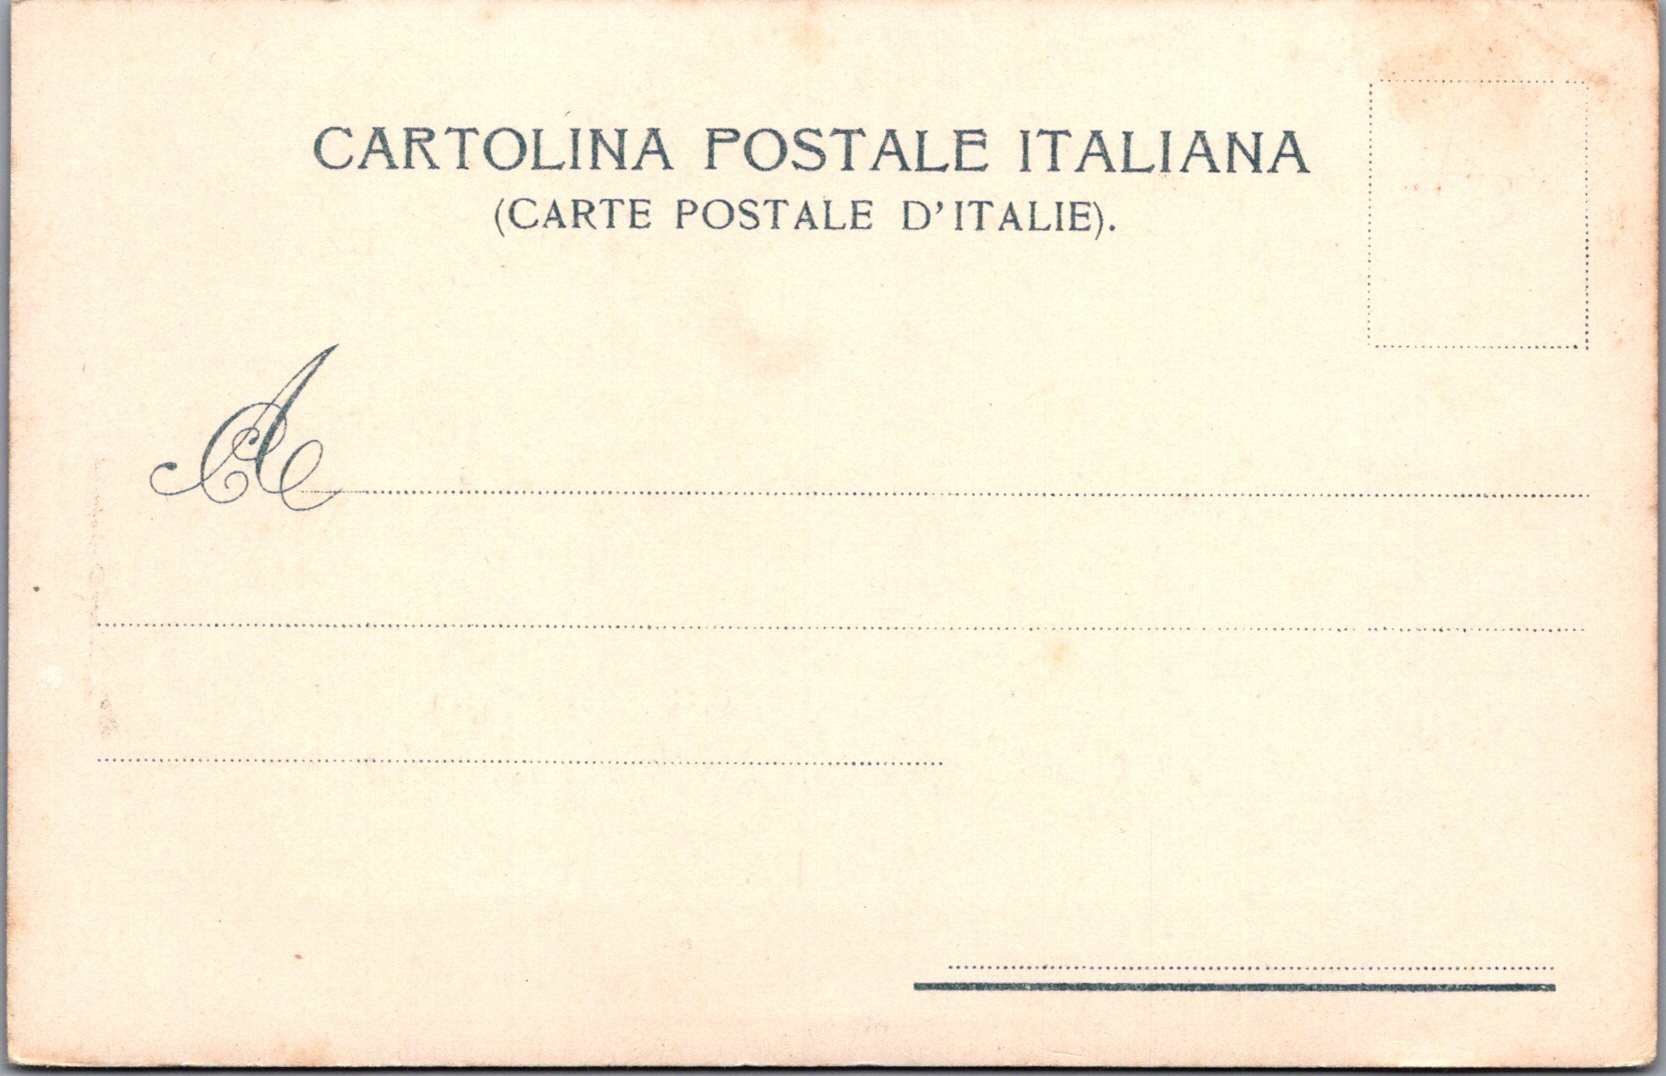 CARTOLINA POSTALE ITALIANA
(CARTE POSTALE D'ITALIE).
A